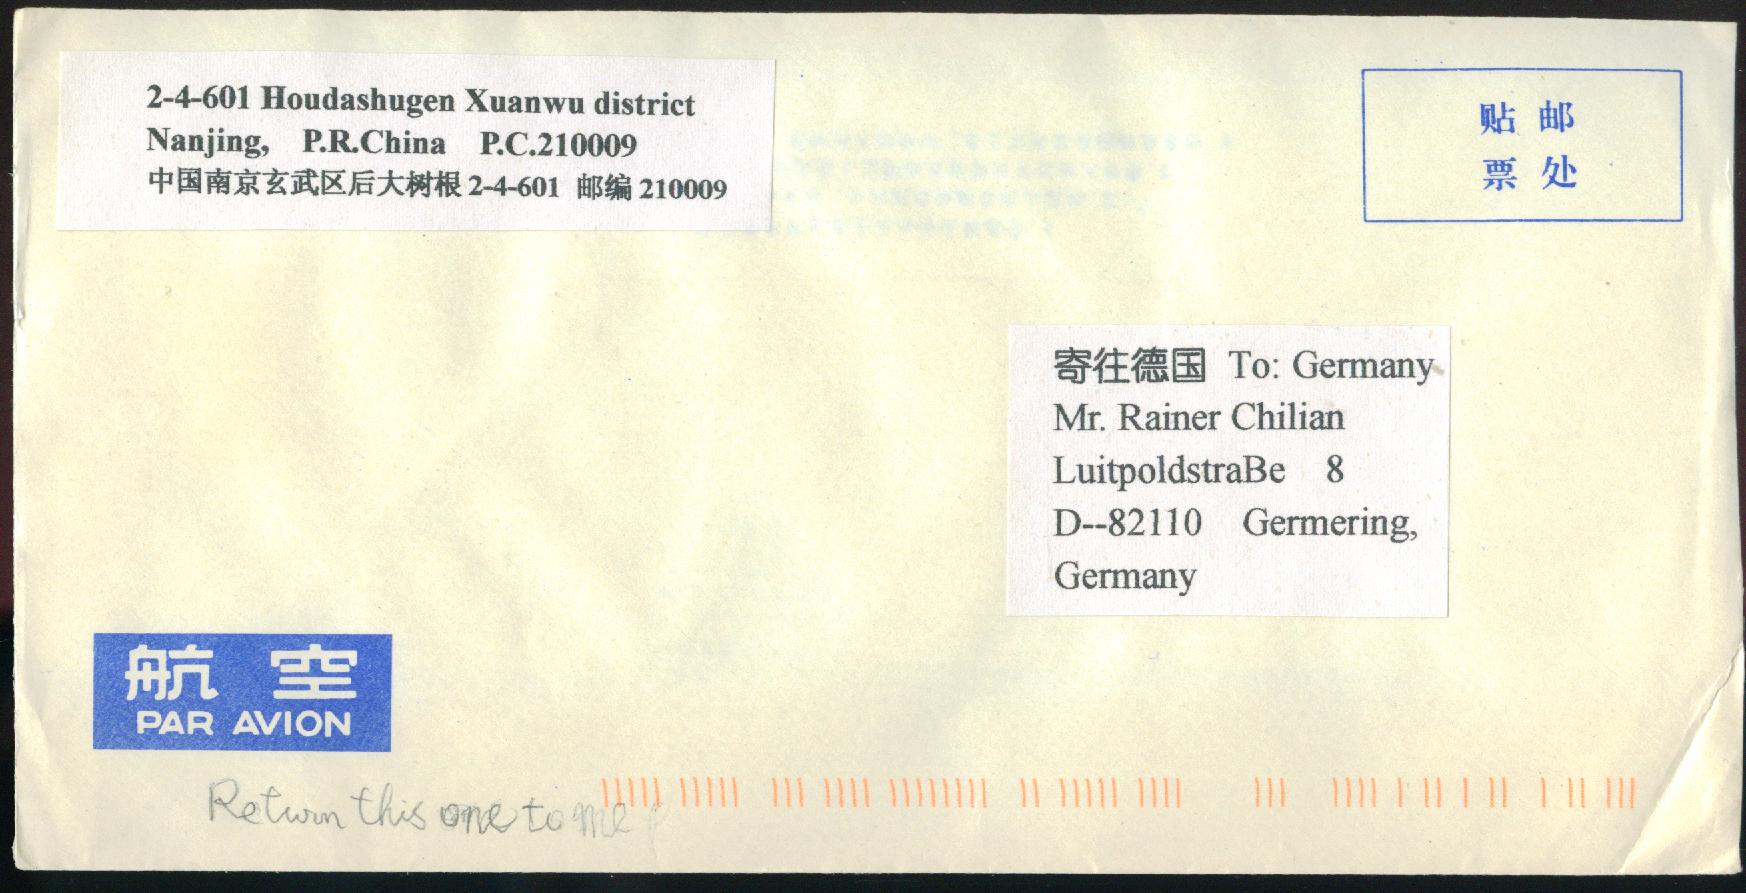 2-4-601 Houdashugen Xuanwu district
Nanjing, P.R.China P.C.210009
中国南京玄武区后大树根 2-4-601 邮编 210009
贴 邮
票 处
寄往德国 To: Germany
Mr. Rainer Chilian
LuitpoldstraBe 8
D--82110 Germering,
Germany
航 空
PAR AVION
Return this one to me